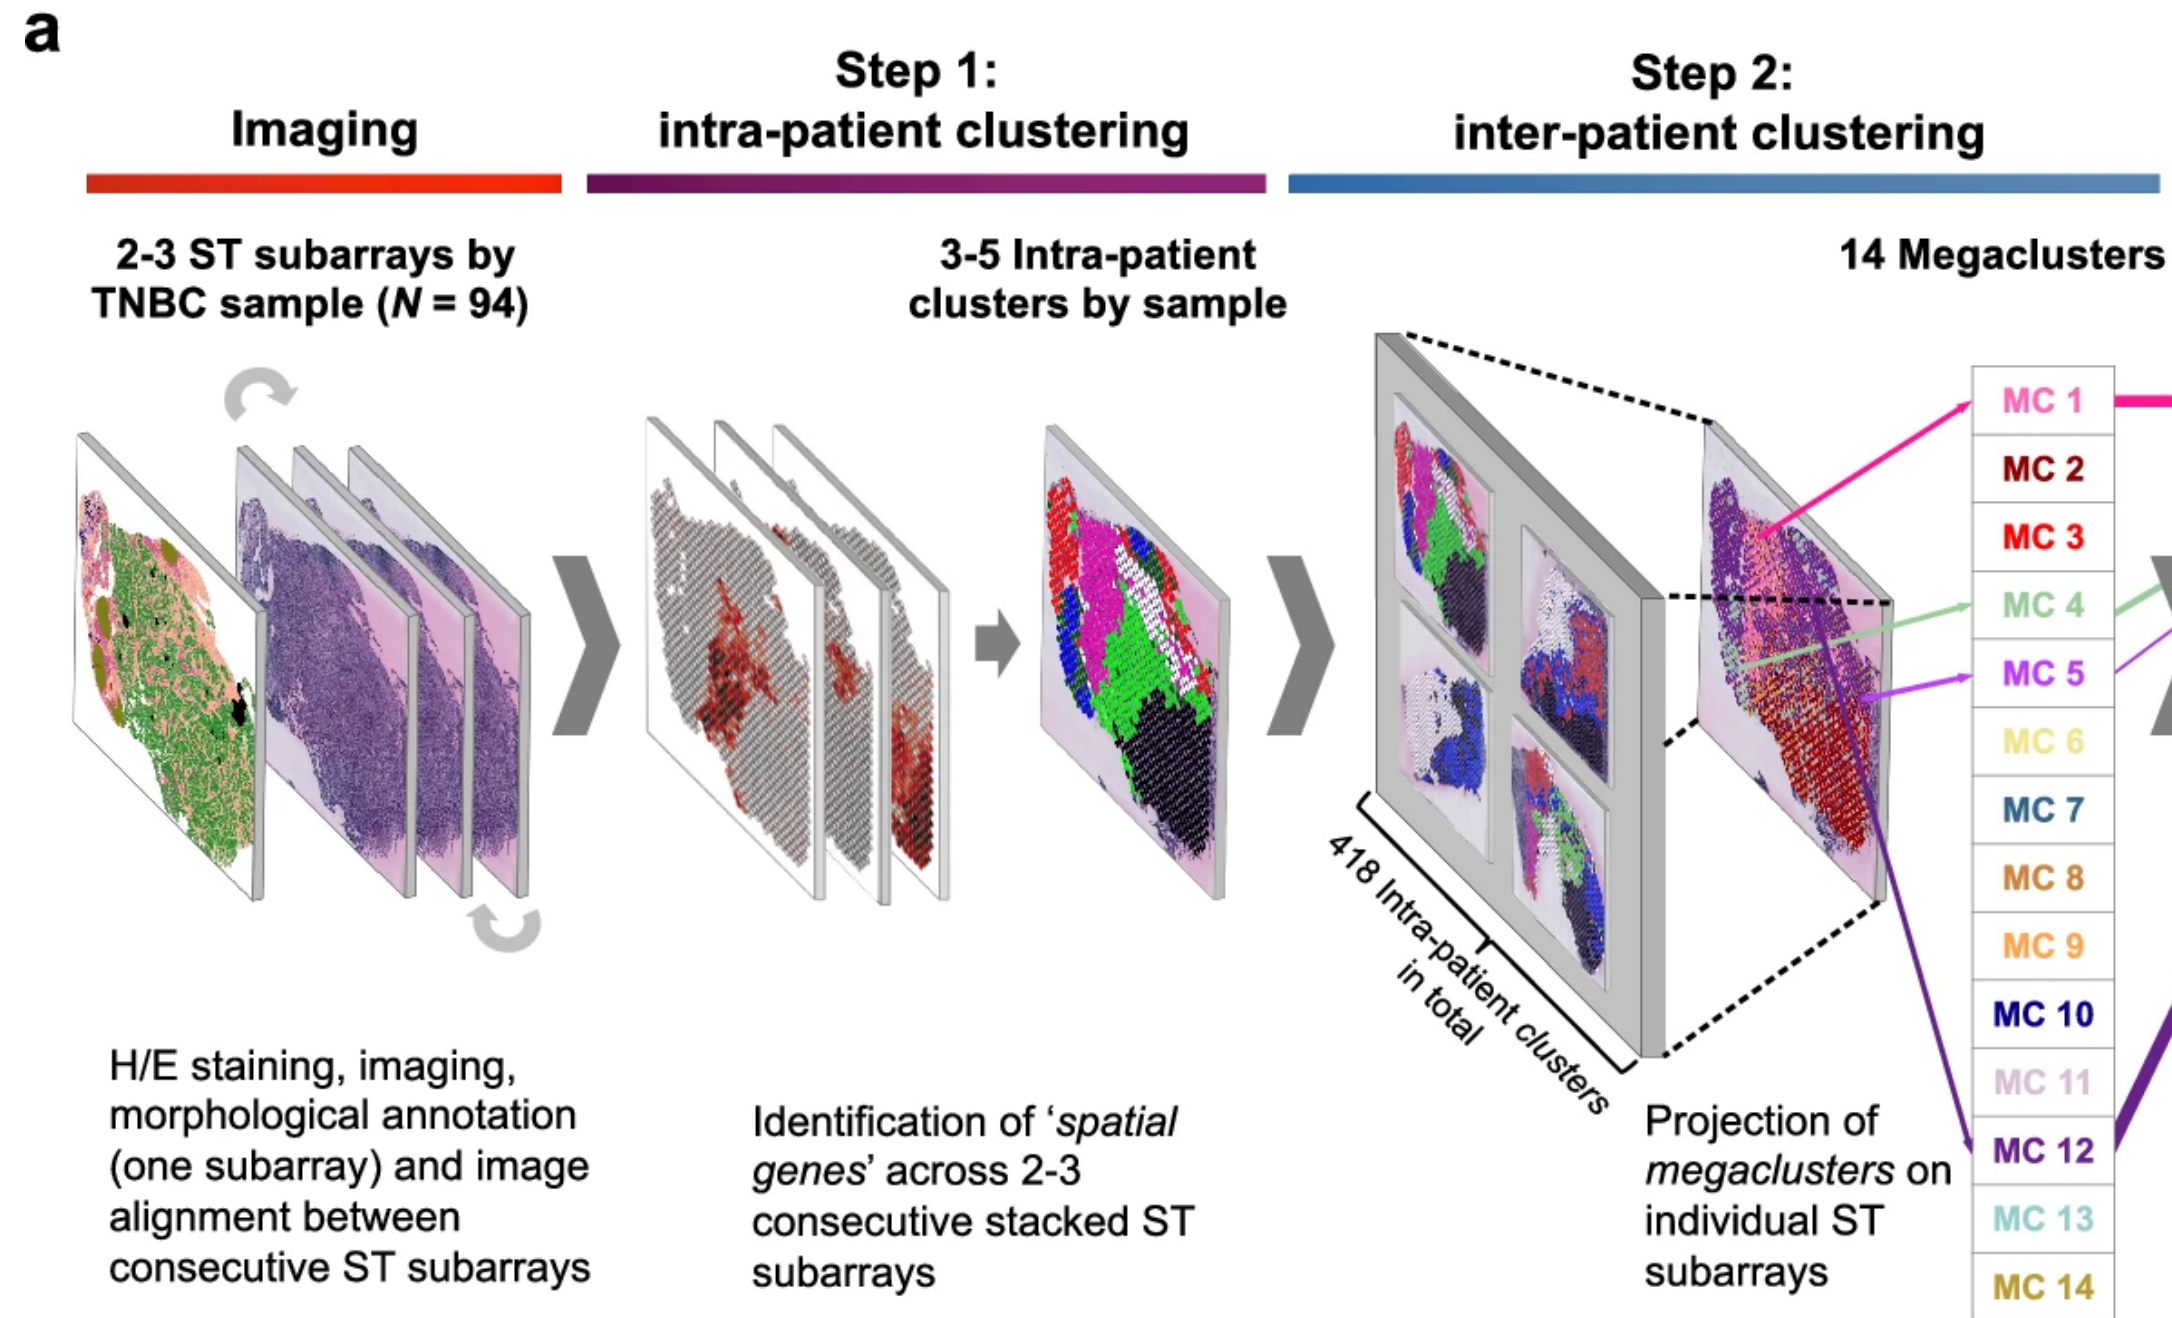 a
Imaging
Step 1:
intra-patient clustering
Step 2:
inter-patient clustering
2-3 ST subarrays by
TNBC sample (N = 94)
3-5 Intra-patient
clusters by sample
14 Megaclusters
MC 1
MC 2
MC 3
MC 4
MC 5
MC 6
MC 7
MC 8
MC 9
MC 10
MC 11
MC 12
MC 13
MC 14
418 Intra-patient clusters
in total
H/E staining, imaging,
morphological annotation
(one subarray) and image
alignment between
consecutive ST subarrays
Identification of ‘spatial
genes’ across 2-3
consecutive stacked ST
subarrays
Projection of
megaclusters on
individual ST
subarrays